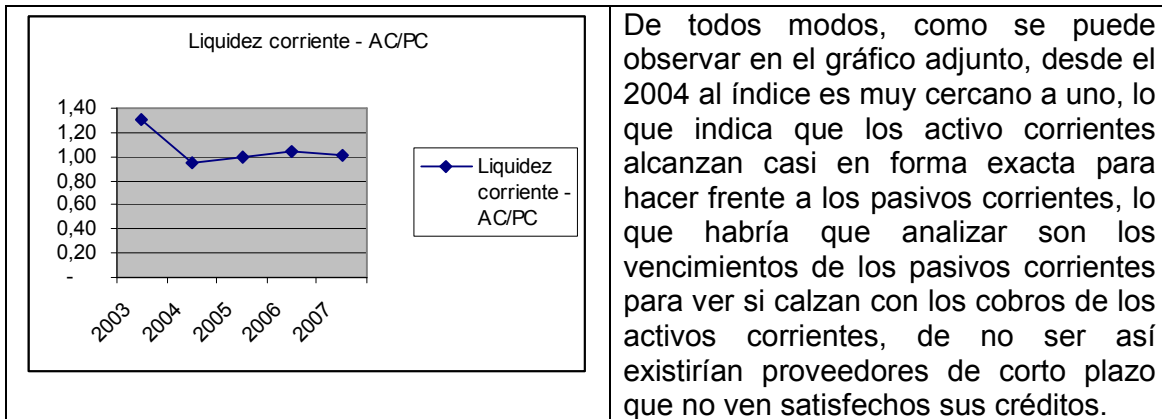 Liquidez corriente - AC/PC
1,40
1,20
1,00
0,80
0,60
0,40
0,20
-
2003
2004
2005
2006
2007
Liquidez
corriente -
AC/PC
De todos modos, como se puede
observar en el gráfico adjunto, desde el
2004 al índice es muy cercano a uno, lo
que indica que los activo corrientes
alcanzan casi en forma exacta para
hacer frente a los pasivos corrientes, lo
que habría que analizar son los
vencimientos de los pasivos corrientes
para ver si calzan con los cobros de los
activos corrientes, de no ser así
existirían proveedores de corto plazo
que no ven satisfechos sus créditos.